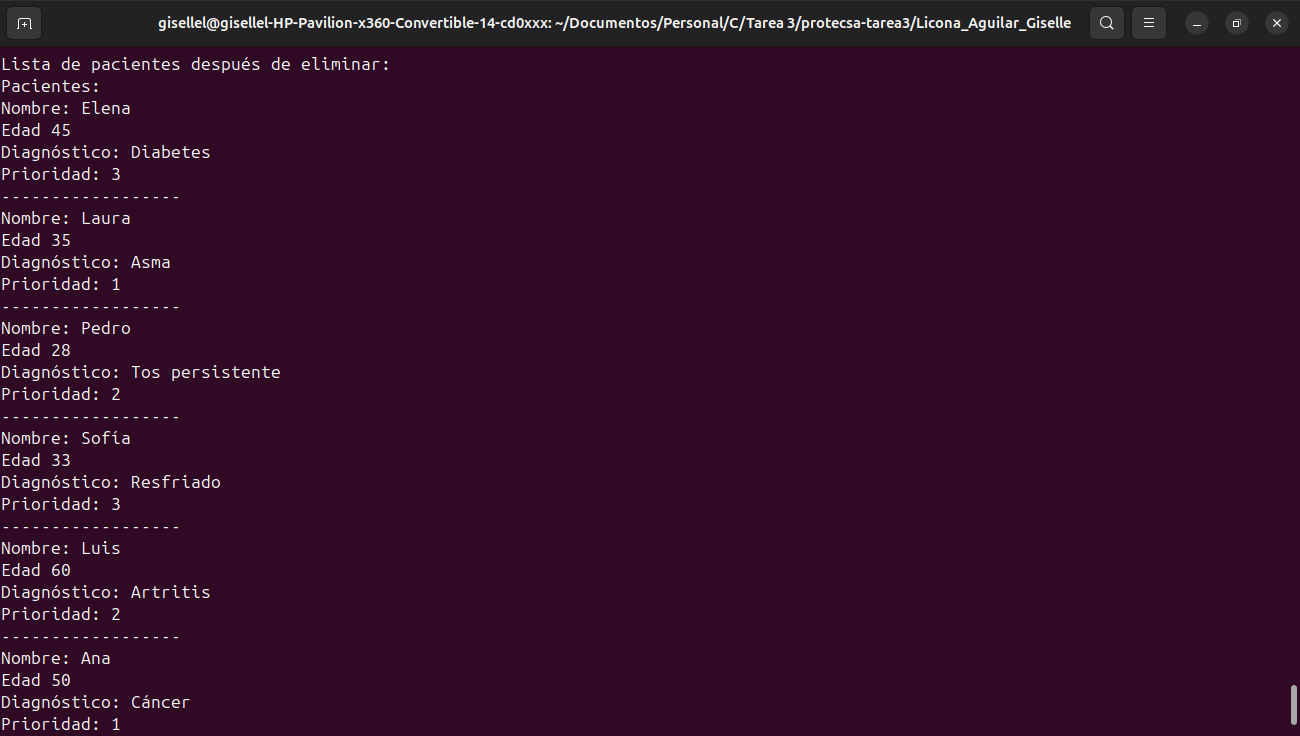 gisellel@gisellel-HP-Pavilion-x360-Convertible-14-cd0xxx: ~/Documentos/Personal/C/Tarea 3/protecsa-tarea3/Licona_Aguilar_Giselle
Lista de pacientes después de eliminar:
Pacientes:
Nombre: Elena
Edad 45
Diagnóstico: Diabetes
Prioridad: 3
------------------
Nombre: Laura
Edad 35
Diagnóstico: Asma
Prioridad: 1
------------------
Nombre: Pedro
Edad 28
Diagnóstico: Tos persistente
Prioridad: 2
------------------
Nombre: Sofía
Edad 33
Diagnóstico: Resfriado
Prioridad: 3
------------------
Nombre: Luis
Edad 60
Diagnóstico: Artritis
Prioridad: 2
------------------
Nombre: Ana
Edad 50
Diagnóstico: Cáncer
Prioridad: 1